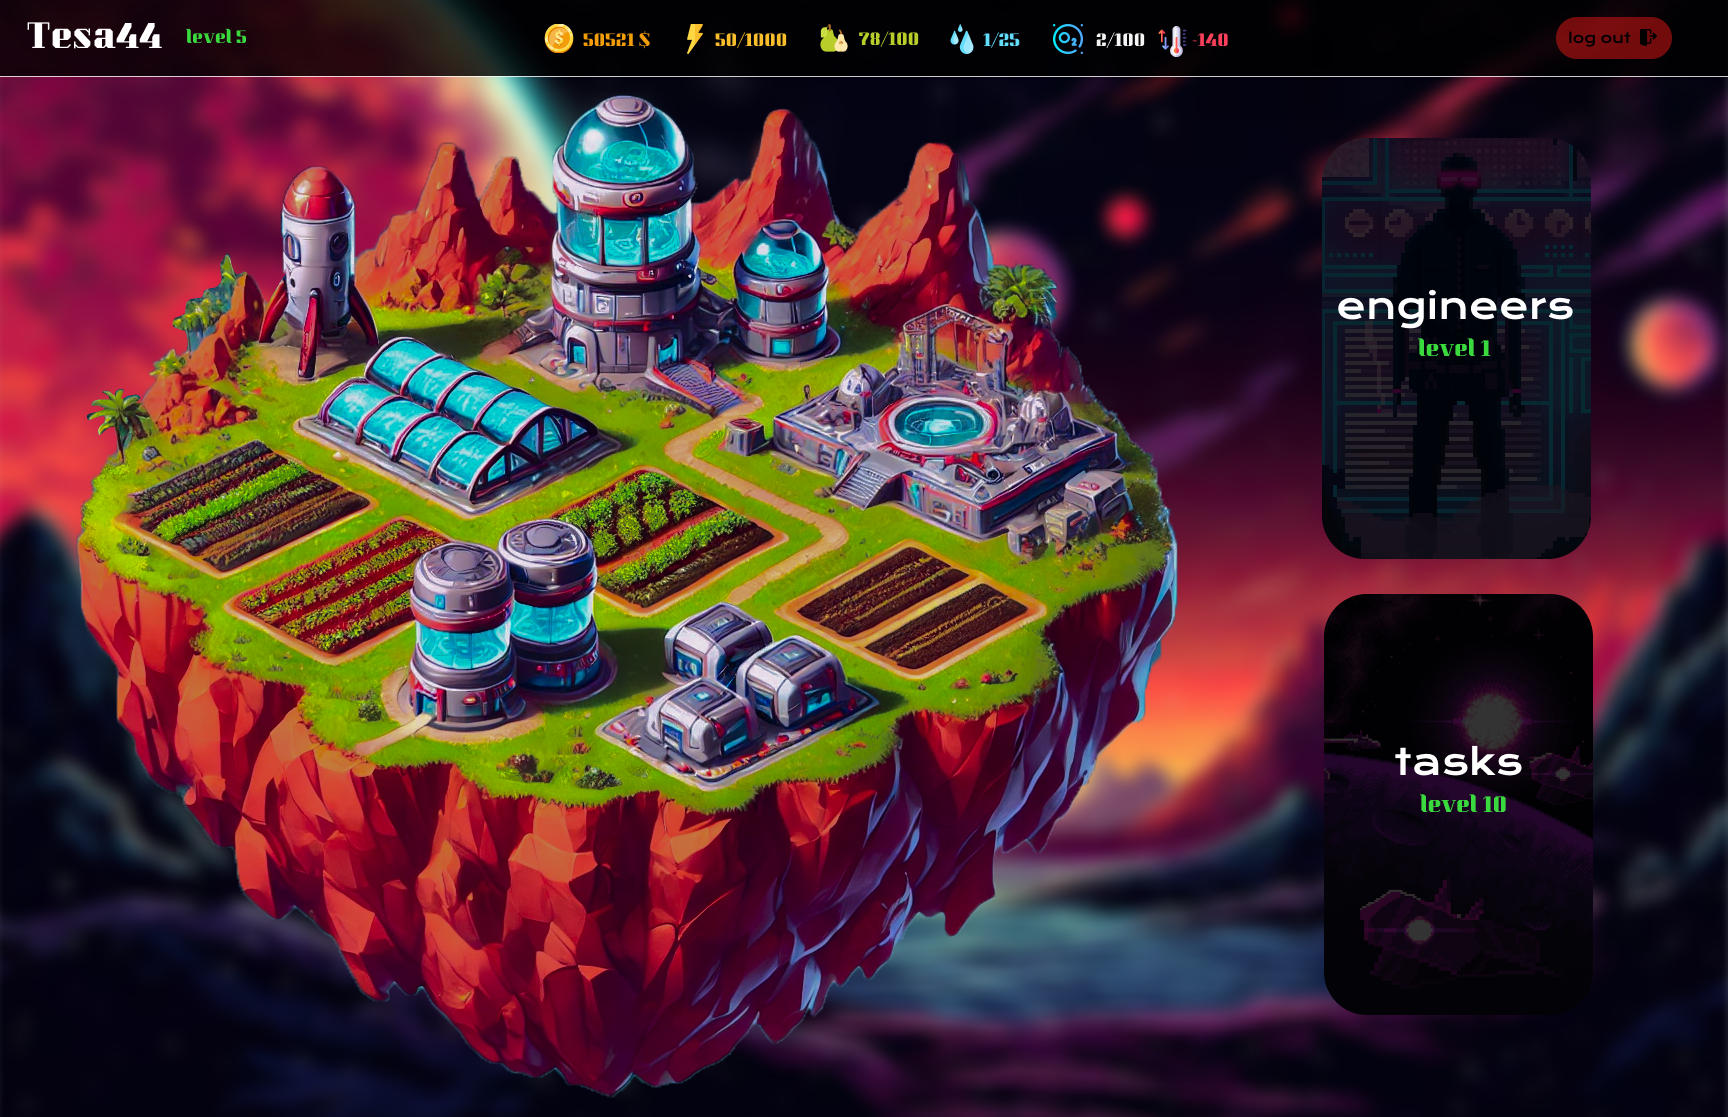 Tesa44 level 5 50521 $ 50/1000 78/100 1/25 O2 2/100 -140 log out
engineers
level 1
tasks
level 10